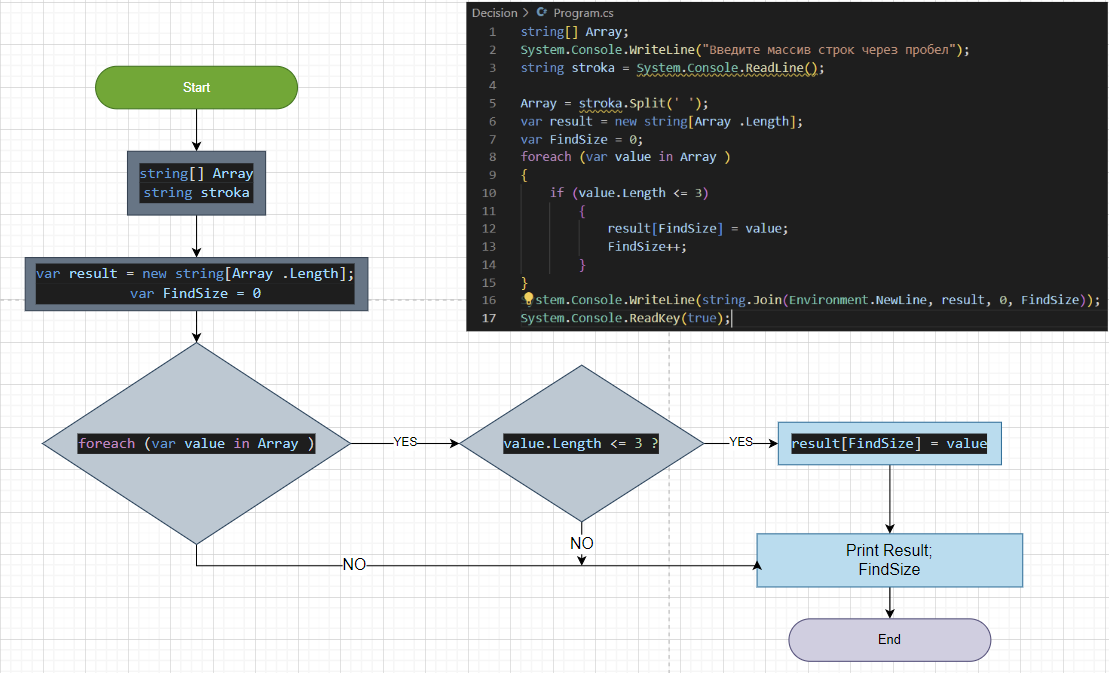 Decision > Program.cs
1 string[] Array;
2 System.Console.WriteLine("Введите массив строк через пробел");
3 string stroka = System.Console.ReadLine();
4
5 Array = stroka.Split(' ');
6 var result = new string[Array .Length];
7 var FindSize = 0;
8 foreach (var value in Array )
9 {
10 if (value.Length <= 3)
11 {
12 result[FindSize] = value;
13 FindSize++;
14 }
15 }
16 stem.Console.WriteLine(string.Join(Environment.NewLine, result, 0, FindSize));
17 System.Console.ReadKey(true);
Start
string[] Array
string stroka
var result = new string[Array .Length];
var FindSize = 0
foreach (var value in Array )
YES
value.Length <= 3 ?
YES
result[FindSize] = value
NO
NO
Print Result;
FindSize
End